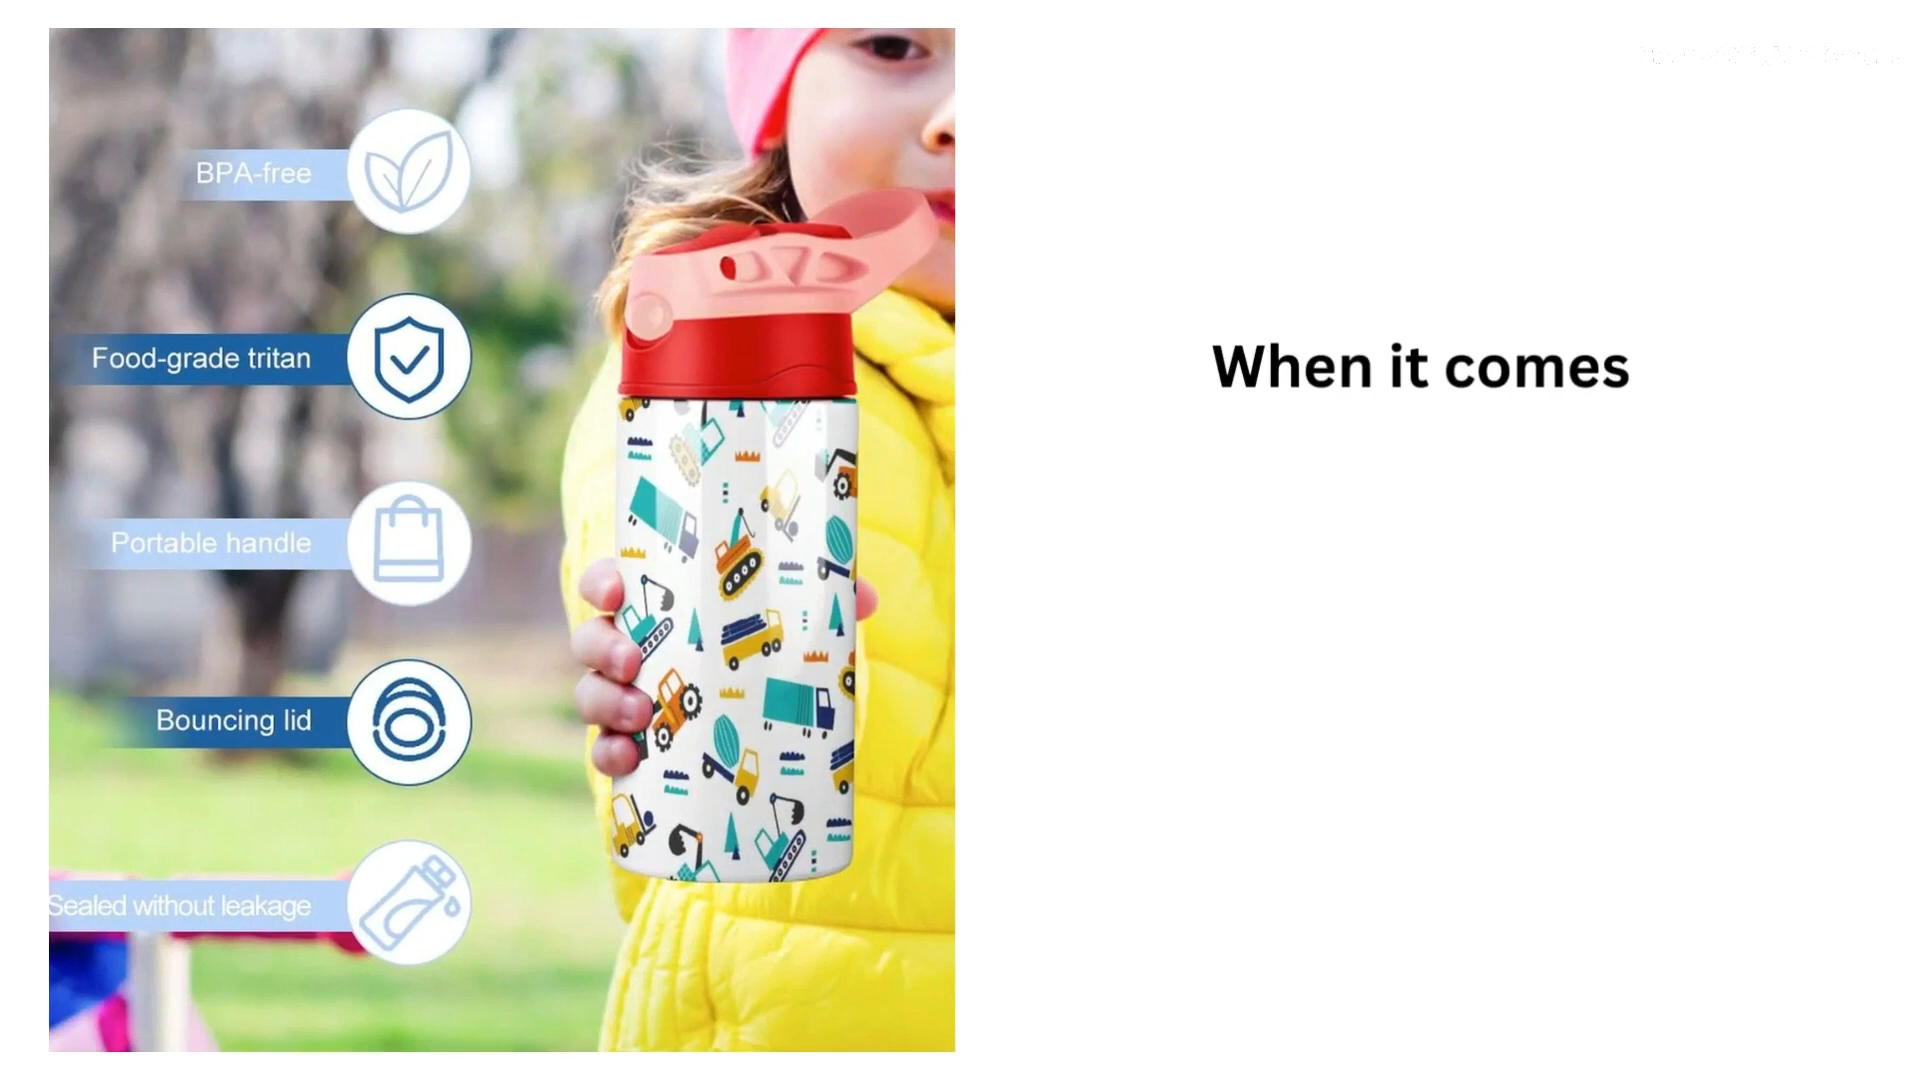 BPA-free
Food-grade tritan
Portable handle
Bouncing lid
Sealed without leakage
When it comes